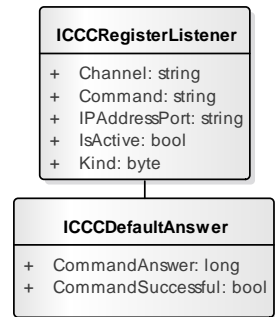 ICCCRegisterListener
+ Channel: string
+ Command: string
+ IPAddressPort: string
+ IsActive: bool
+ Kind: byte
ICCCDefaultAnswer
+ CommandAnswer: long
+ CommandSuccessful: bool